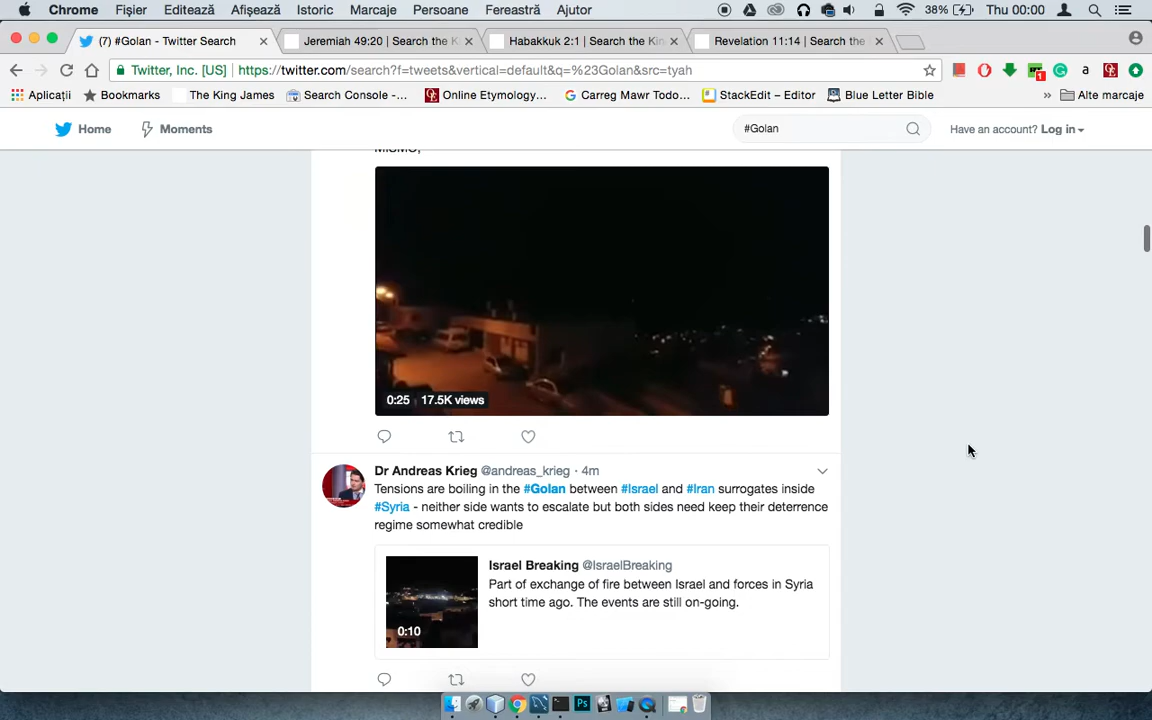 Chrome Fișier Editează Afișează Istoric Marcaje Persoane Fereastră Ajutor 38% Thu 00:00
(7) #Golan - Twitter Search Jeremiah 49:20 | Search the K Habakkuk 2:1 | Search the Kin Revelation 11:14 | Search the
Twitter, Inc. [US] https://twitter.com/search?f=tweets&vertical=default&q=%23Golan&src=tyah
Aplicații Bookmarks The King James Search Console -... Online Etymology... Carreg Mawr Todo... StackEdit – Editor Blue Letter Bible » Alte marcaje
Home Moments #Golan Have an account? Log in
0:25 17.5K views
Dr Andreas Krieg @andreas_krieg · 4m
Tensions are boiling in the #Golan between #Israel and #Iran surrogates inside
#Syria - neither side wants to escalate but both sides need keep their deterrence
regime somewhat credible
Israel Breaking @IsraelBreaking
Part of exchange of fire between Israel and forces in Syria
short time ago. The events are still on-going.
0:10